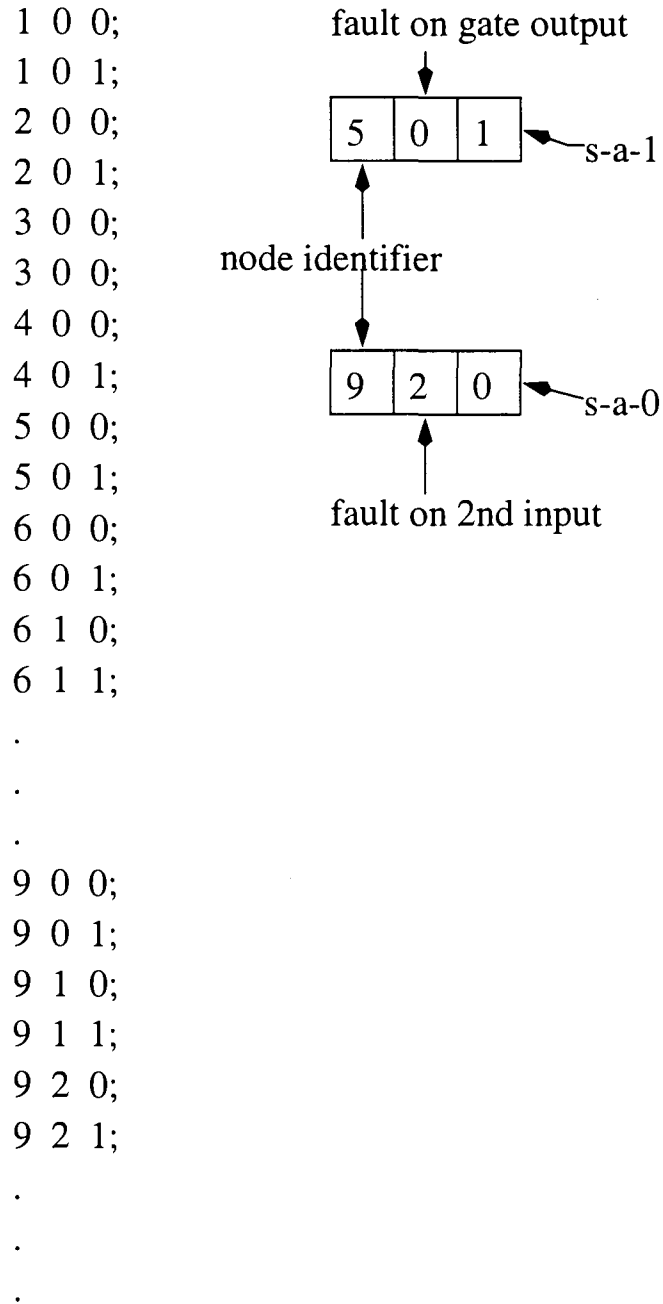 1 0 0;
1 0 1;
2 0 0;
2 0 1;
3 0 0;
3 0 0;
4 0 0;
4 0 1;
5 0 0;
5 0 1;
6 0 0;
6 0 1;
6 1 0;
6 1 1;
.
.
.
9 0 0;
9 0 1;
9 1 0;
9 1 1;
9 2 0;
9 2 1;
.
.
.
fault on gate output
5 0 1
s-a-1
node identifier
9 2 0
s-a-0
fault on 2nd input